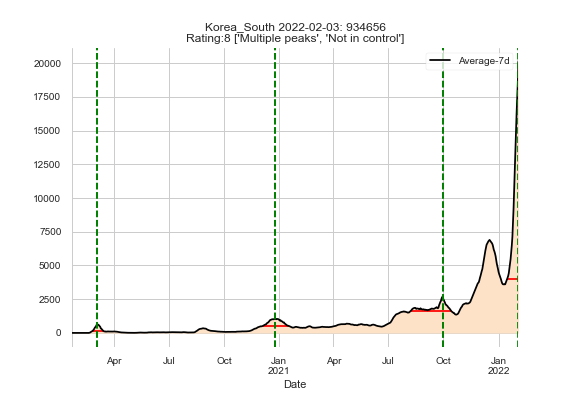 Korea_South 2022-02-03: 934656
Rating:8 ['Multiple peaks', 'Not in control']
Average-7d
20000
17500
15000
12500
10000
7500
5000
2500
0
Apr Jul Oct Jan Apr Jul Oct Jan
2021 2022
Date